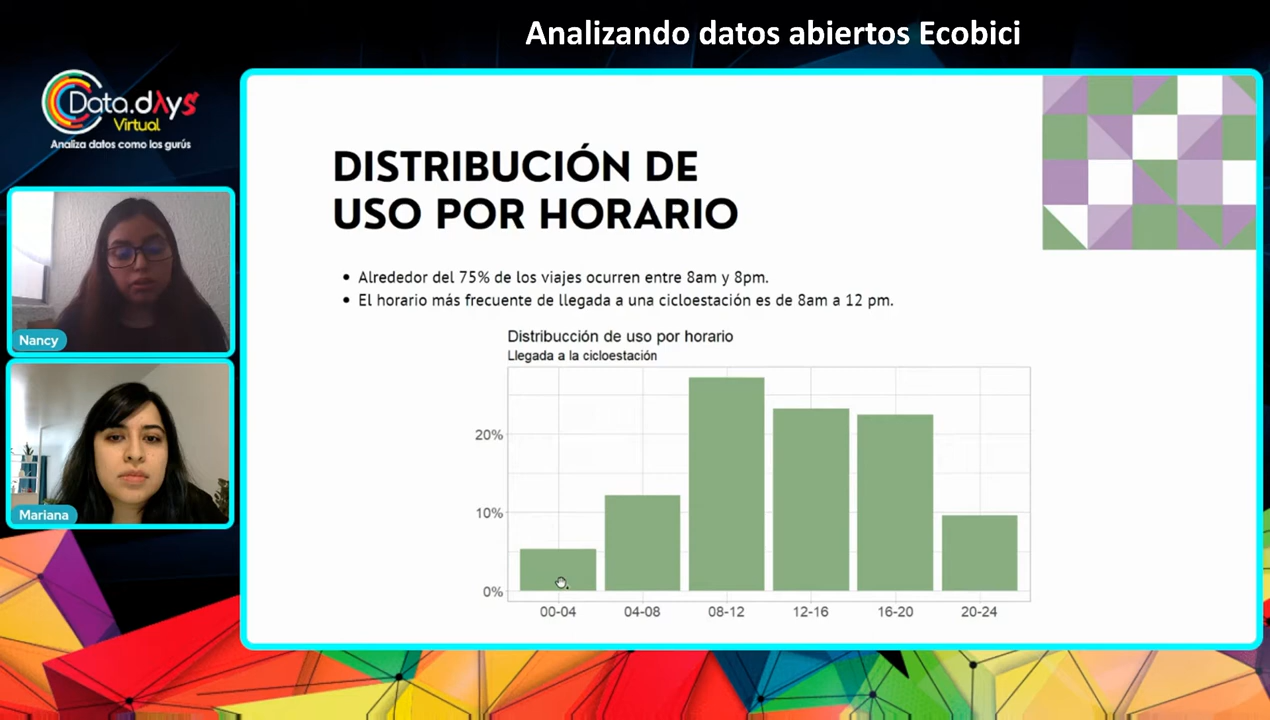 Analizando datos abiertos Ecobici
Data.dAys
Virtual
Analiza datos como los gurús
DISTRIBUCIÓN DE
USO POR HORARIO
Alrededor del 75% de los viajes ocurren entre 8am y 8pm.
El horario más frecuente de llegada a una cicloestación es de 8am a 12 pm.
Distribucción de uso por horario
Llegada a la cicloestación
20%
10%
0%
00-04 04-08 08-12 12-16 16-20 20-24
Nancy
Mariana